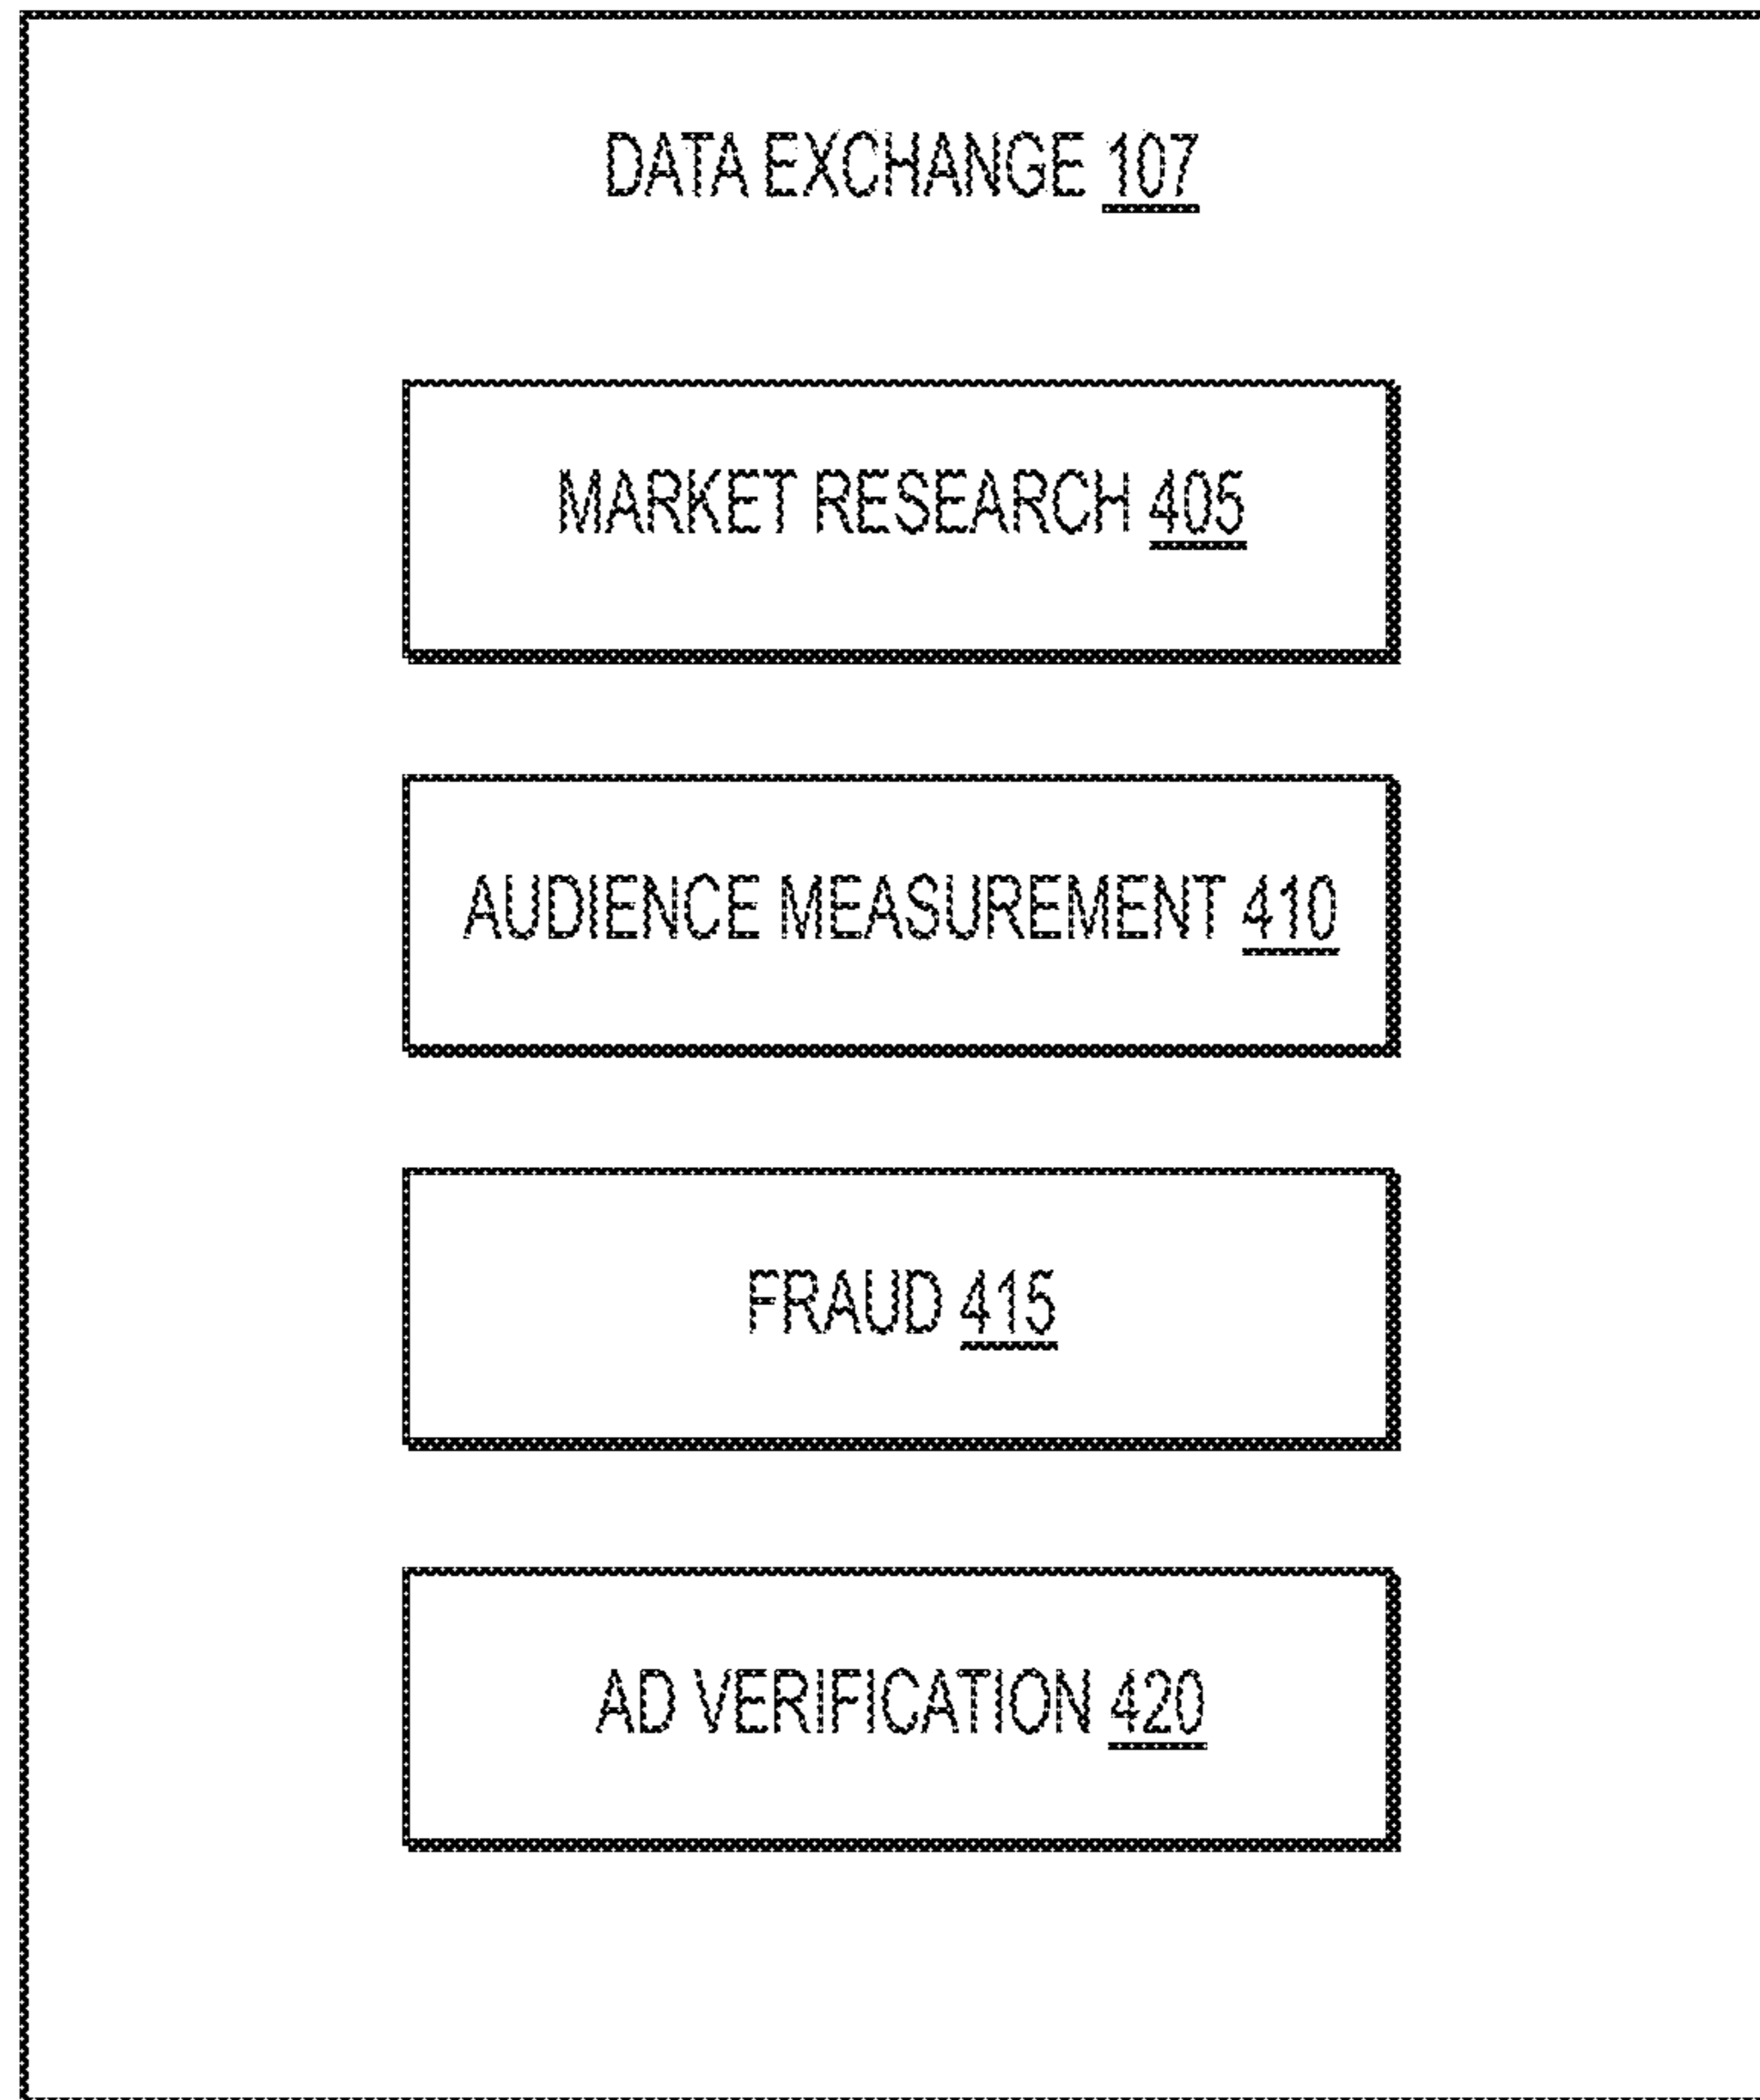 DATA EXCHANGE 107
MARKET RESEARCH 405
AUDIENCE MEASUREMENT 410
FRAUD 415
AD VERIFICATION 420